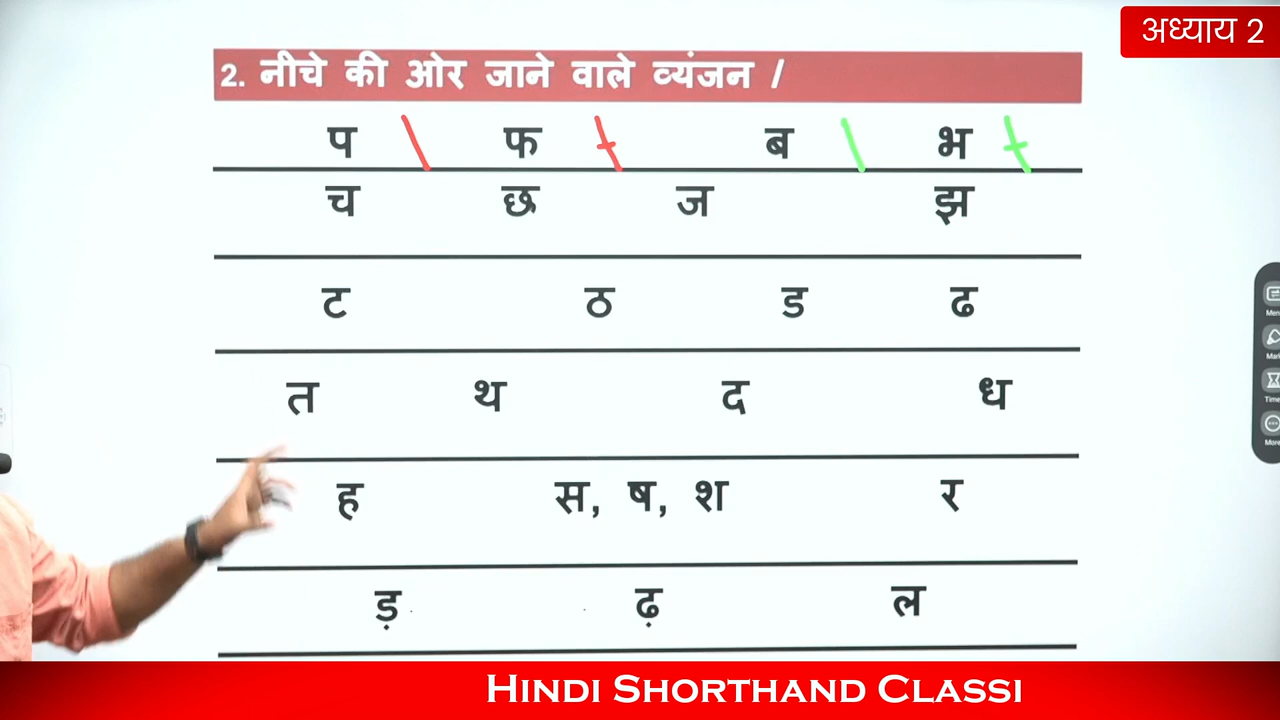 अध्याय 2
2. नीचे की ओर जाने वाले व्यंजन /
प फ ब भ
च छ ज झ
ट ठ ड ढ
त थ द ध
ह स, ष, श र
ड़ ढ़ ल
HINDI SHORTHAND CLASSI